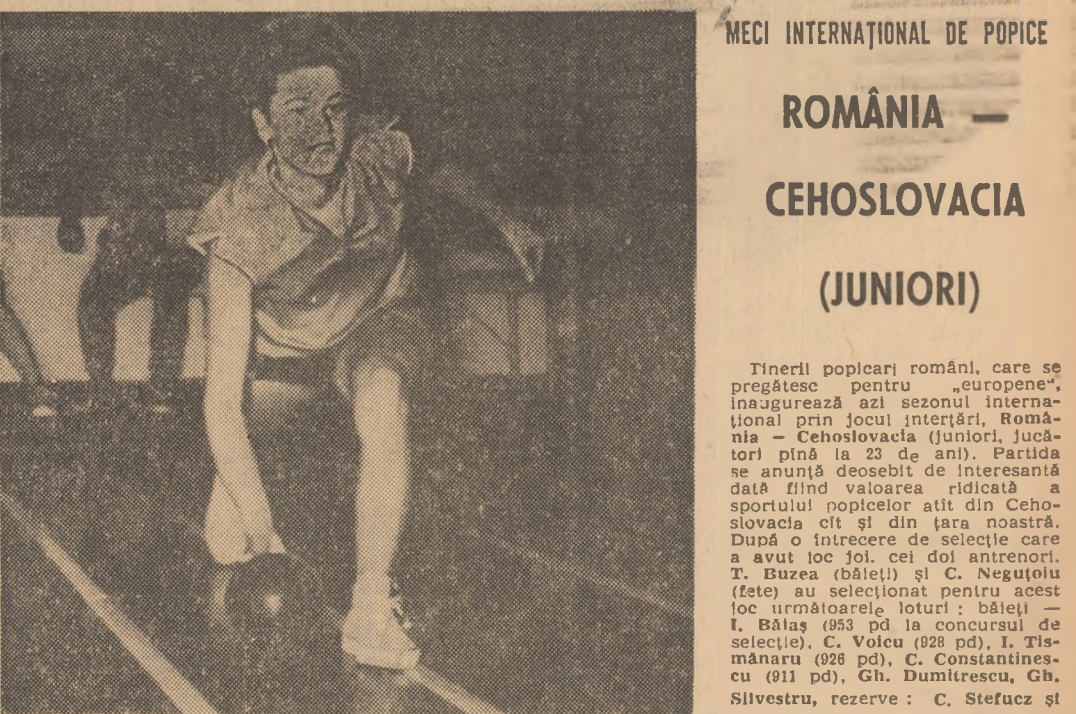 MECI INTERNAȚIONAL DE POPICE
ROMÂNIA —
CEHOSLOVACIA
(JUNIORI)
Tinerii popicari români, care se
pregătesc pentru „europene”,
inaugurează azi sezonul interna-
țional prin jocul interțări, Româ-
nia — Cehoslovacia (juniori, jucă-
tori pînă la 23 de ani). Partida
se anunță deosebit de interesantă
dată fiind valoarea ridicată a
sportului popicelor atît din Ceho-
slovacia cît și din țara noastră.
După o întrecere de selecție care
a avut loc joi. cei doi antrenori.
T. Buzea (băieți) și C. Neguțoiu
(fete) au selecționat pentru acest
joc următoarele loturi : băieți —
I. Bălaș (953 pd la concursul de
selecție), C. Voicu (928 pd), I. Tis-
mănaru (926 pd), C. Constantines-
cu (911 pd), Gh. Dumitrescu, Gh.
Silvestru, rezerve : C. Stefucz și